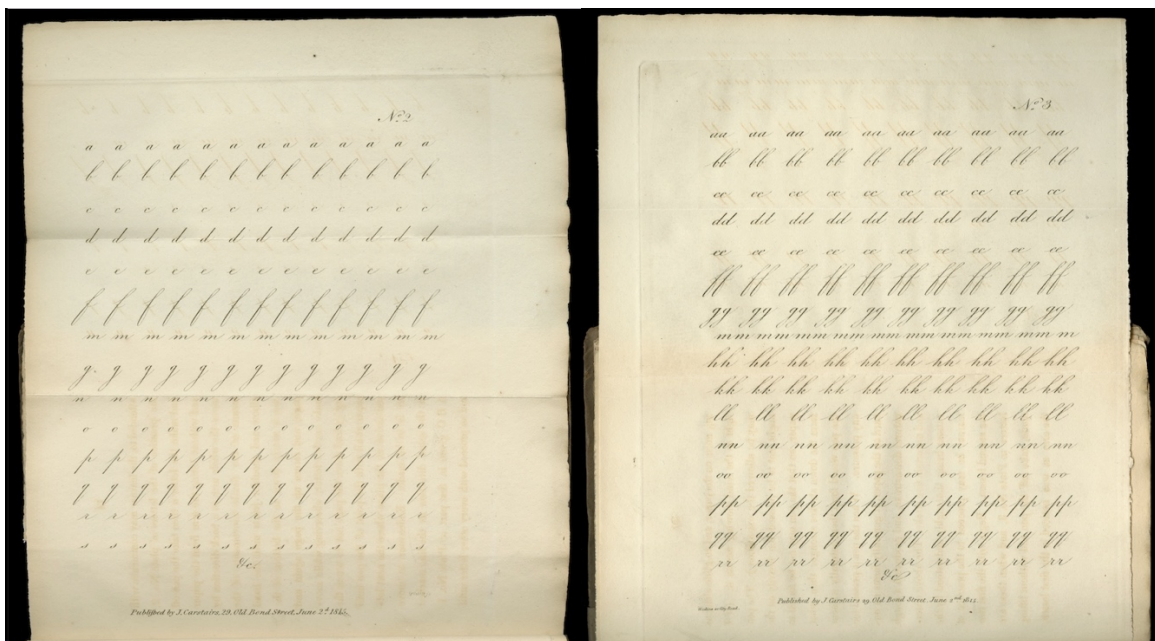 No. 2
a a a a a a a a a a a a a
b b b b b b b b b b b b b
c c c c c c c c c c c c c
d d d d d d d d d d d d d
e e e e e e e e e e e e e
f f f f f f f f f f f f f
m m m m m m m m m m m m m
g g g g g g g g g g g g g
n n n n n n n n n n n n n
o o o o o o o o o o o o o
p p p p p p p p p p p p p
q q q q q q q q q q q q q
r r r r r r r r r r r r r
s s s s s s s s s s s s s
&c.
Published by J. Carstairs, 29, Old Bond Street, June 2d. 1815.
No. 3
aa aa aa aa aa aa aa aa aa aa
bb bb bb bb bb bb bb bb bb bb
cc cc cc cc cc cc cc cc cc cc
dd dd dd dd dd dd dd dd dd dd
ee ee ee ee ee ee ee ee ee ee
ff ff ff ff ff ff ff ff ff ff
gg gg gg gg gg gg gg gg gg gg
mm mm mm mm mm mm mm mm mm m
hh hh hh hh hh hh hh hh hh hh
kk kk kk kk kk kk kk kk kk kk
ll ll ll ll ll ll ll ll ll ll
nn nn nn nn nn nn nn nn nn nn
oo oo oo oo oo oo oo oo oo oo
pp pp pp pp pp pp pp pp pp pp
qq qq qq qq qq qq qq qq qq qq
rr rr rr rr rr rr rr rr rr rr
&c
Published by J. Carstairs 29 Old Bond Street, June 2nd 1815